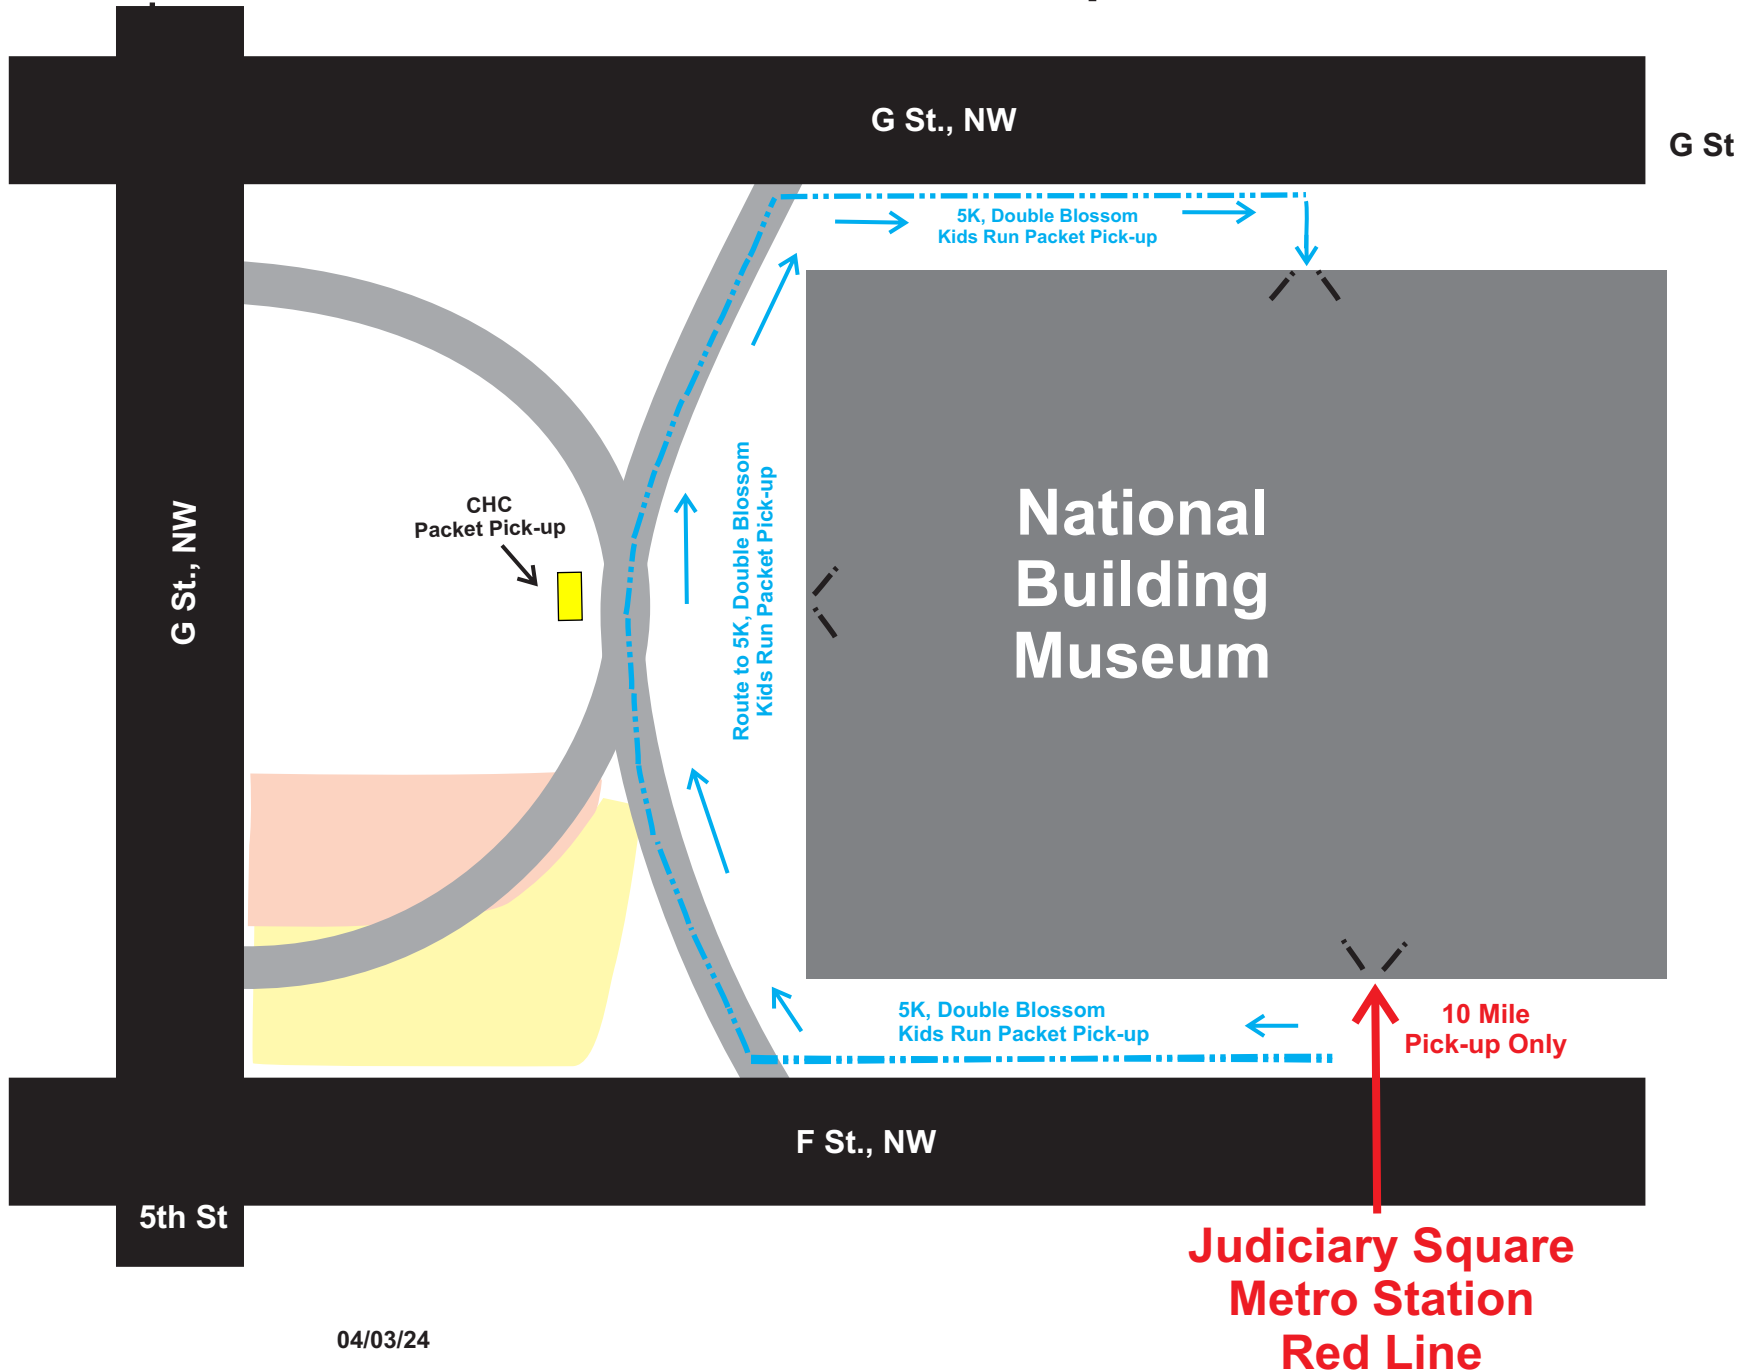 G St., NW
G St
5K, Double Blossom
Kids Run Packet Pick-up
CHC
Packet Pick-up
G St., NW
Route to 5K, Double Blossom
Kids Run Packet Pick-up
National
Building
Museum
5K, Double Blossom
Kids Run Packet Pick-up
10 Mile
Pick-up Only
F St., NW
5th St
Judiciary Square
Metro Station
Red Line
04/03/24